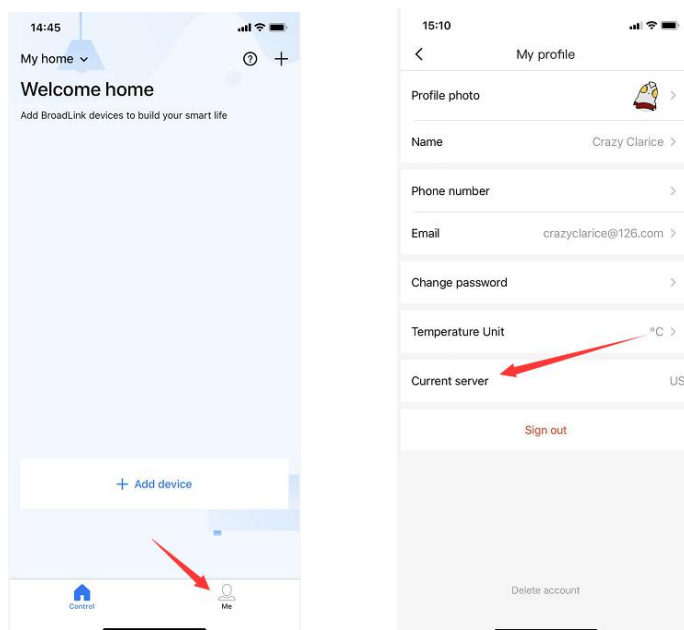 14:45
My home
Welcome home
Add BroadLink devices to build your smart life
+ Add device
Control
Me
15:10
My profile
Profile photo
Name Crazy Clarice
Phone number
Email crazyclarice@126.com
Change password
Temperature Unit °C
Current server US
Sign out
Delete account